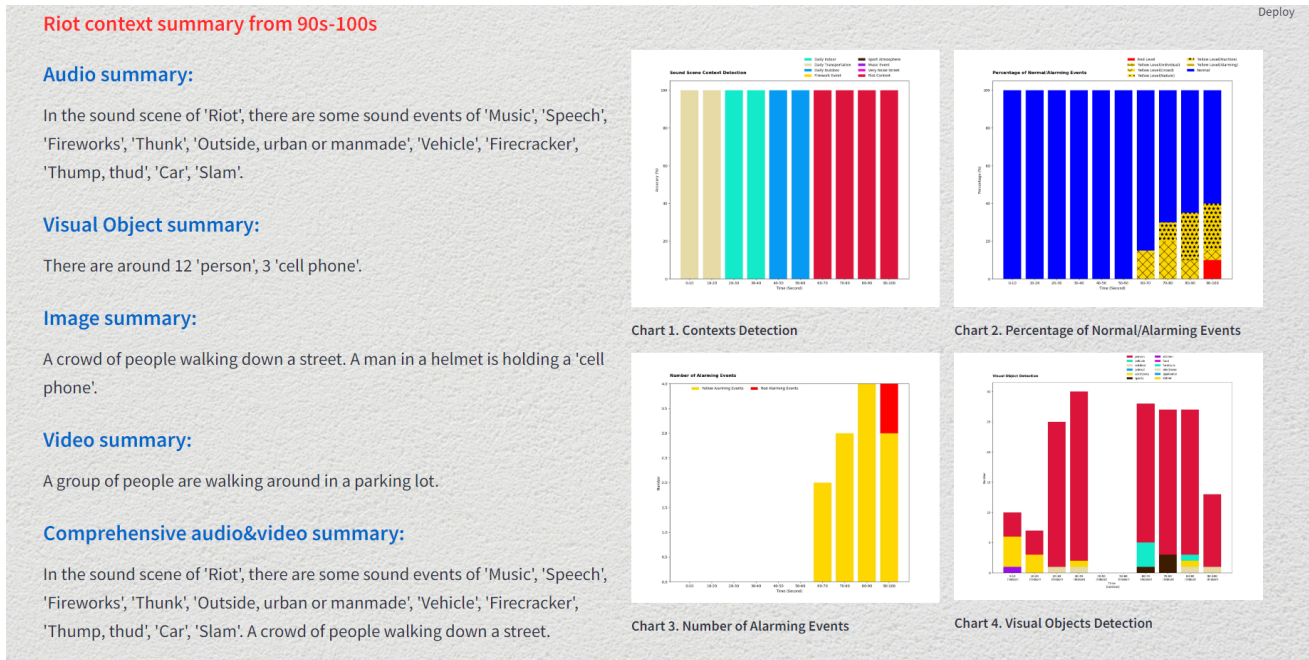 Deploy
Riot context summary from 90s-100s
Audio summary:
In the sound scene of 'Riot', there are some sound events of 'Music', 'Speech',
'Fireworks', 'Thunk', 'Outside, urban or manmade', 'Vehicle', 'Firecracker',
'Thump, thud', 'Car', 'Slam'.
Visual Object summary:
There are around 12 'person', 3 'cell phone'.
Image summary:
A crowd of people walking down a street. A man in a helmet is holding a 'cell
phone'.
Video summary:
A group of people are walking around in a parking lot.
Comprehensive audio&video summary:
In the sound scene of 'Riot', there are some sound events of 'Music', 'Speech',
'Fireworks', 'Thunk', 'Outside, urban or manmade', 'Vehicle', 'Firecracker',
'Thump, thud', 'Car', 'Slam'. A crowd of people walking down a street.
Sound Scene Context Detection
Time (Second)
Chart 1. Contexts Detection
Percentage of Normal/Alarming Events
Percentage (%)
Time (Second)
Chart 2. Percentage of Normal/Alarming Events
Number of Alarming Events
Yellow Alarming Events
Red Alarming Events
Number
Time (Second)
Chart 3. Number of Alarming Events
Visual Object Detection
Chart 4. Visual Objects Detection